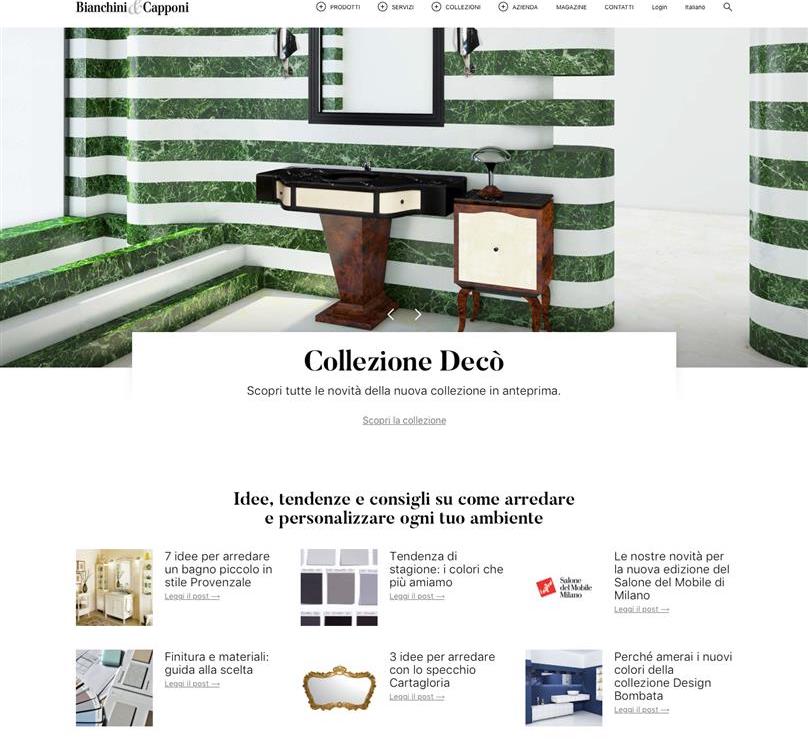 Bianchini&Capponi
PRODOTTI SERVIZI COLLEZIONI AZIENDA MAGAZINE CONTATTI Login Italiano
Collezione Decò
Scopri tutte le novità della nuova collezione in anteprima.
Scopri la collezione
Idee, tendenze e consigli su come arredare
e personalizzare ogni tuo ambiente
7 idee per arredare
un bagno piccolo in
stile Provenzale
Leggi il post
Tendenza di
stagione: i colori che
più amiamo
Leggi il post
Salone
del Mobile
Milano
Le nostre novità per
la nuova edizione del
Salone del Mobile di
Milano
Leggi il post
Finitura e materiali:
guida alla scelta
Leggi il post
3 idee per arredare
con lo specchio
Cartagloria
Leggi il post
Perché amerai i nuovi
colori della
collezione Design
Bombata
Leggi il post